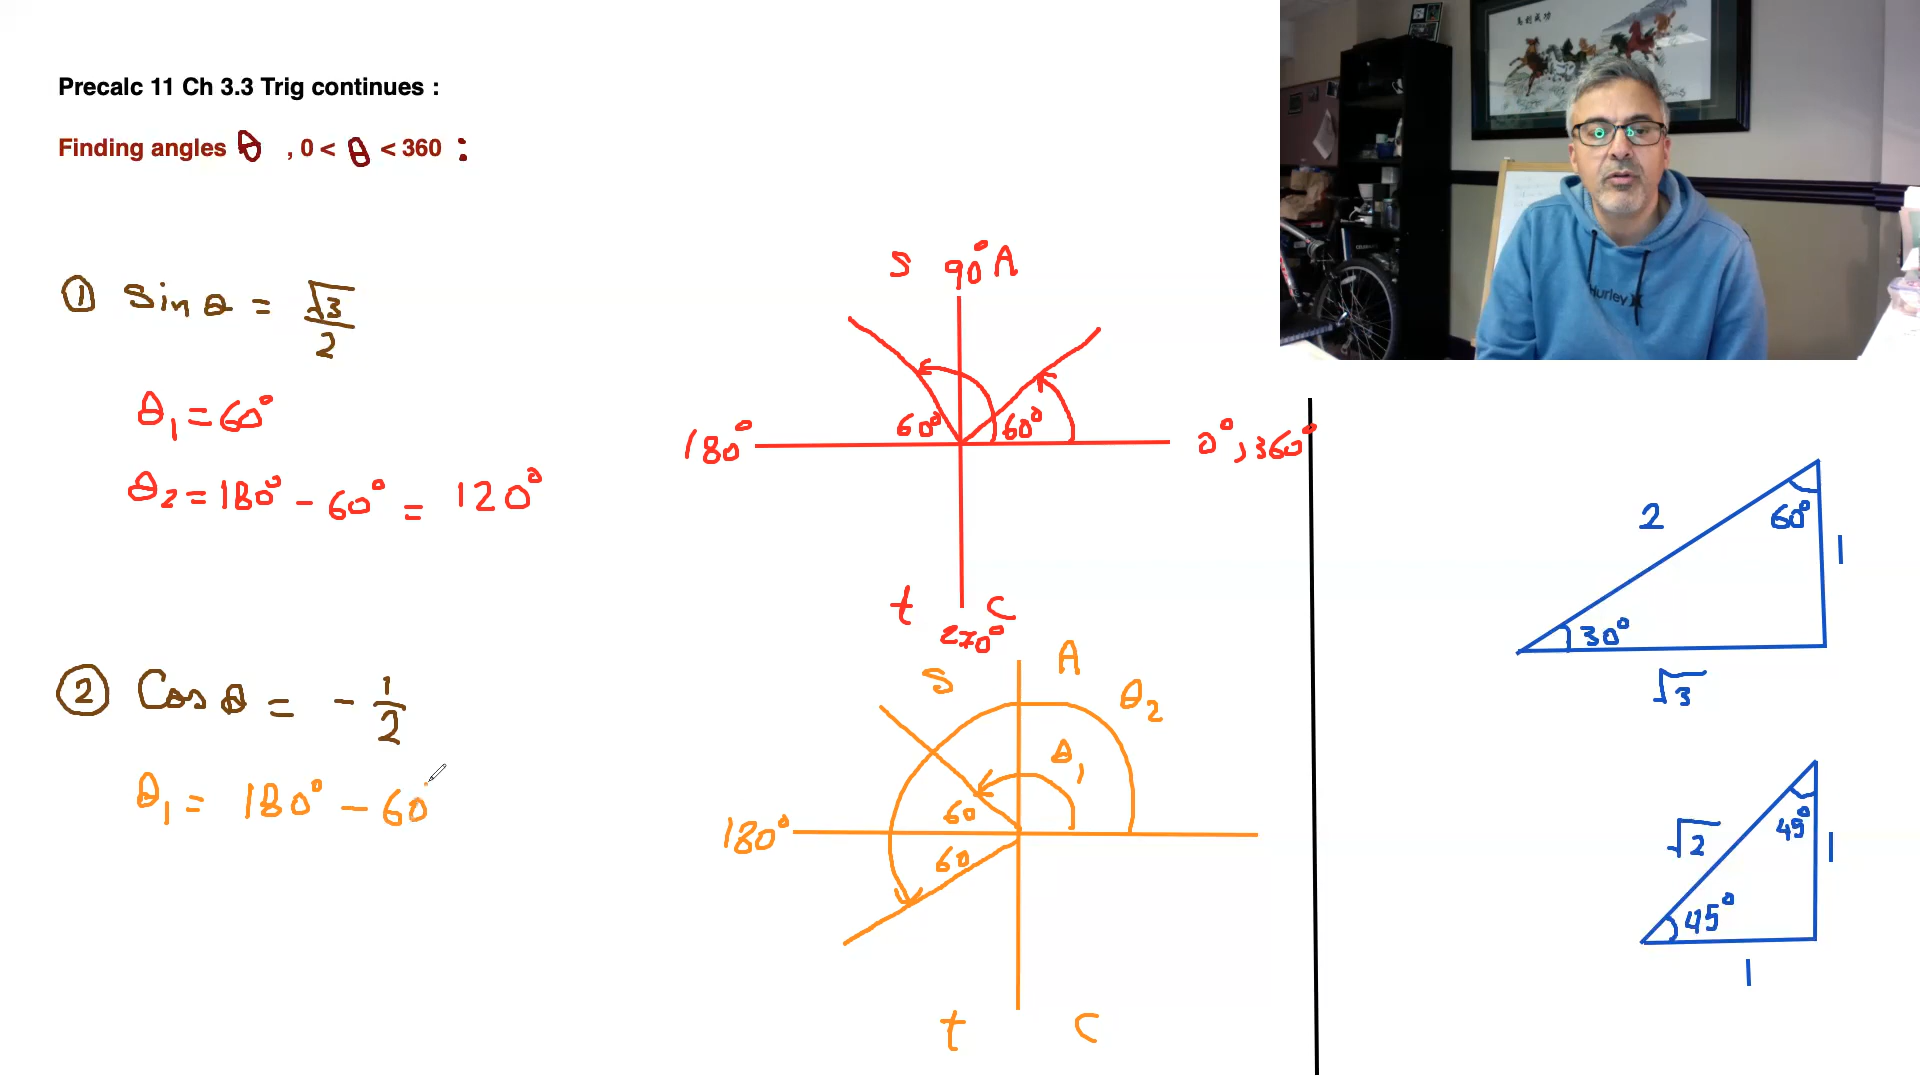 Precalc 11 Ch 3.3 Trig continues :
Finding angles θ , 0 < θ < 360 :
① Sin θ = √3/2
θ₁ = 60°
θ₂ = 180° - 60° = 120°
② Cos θ = - 1/2
θ₁ = 180° - 60
S 90° A
60° 60°
180° 0°, 360°
t C
270°
S A
θ₂
θ₁
60
180°
60
t C
2
60°
1
30°
√3
√2
45°
1
45°
1
Hurley